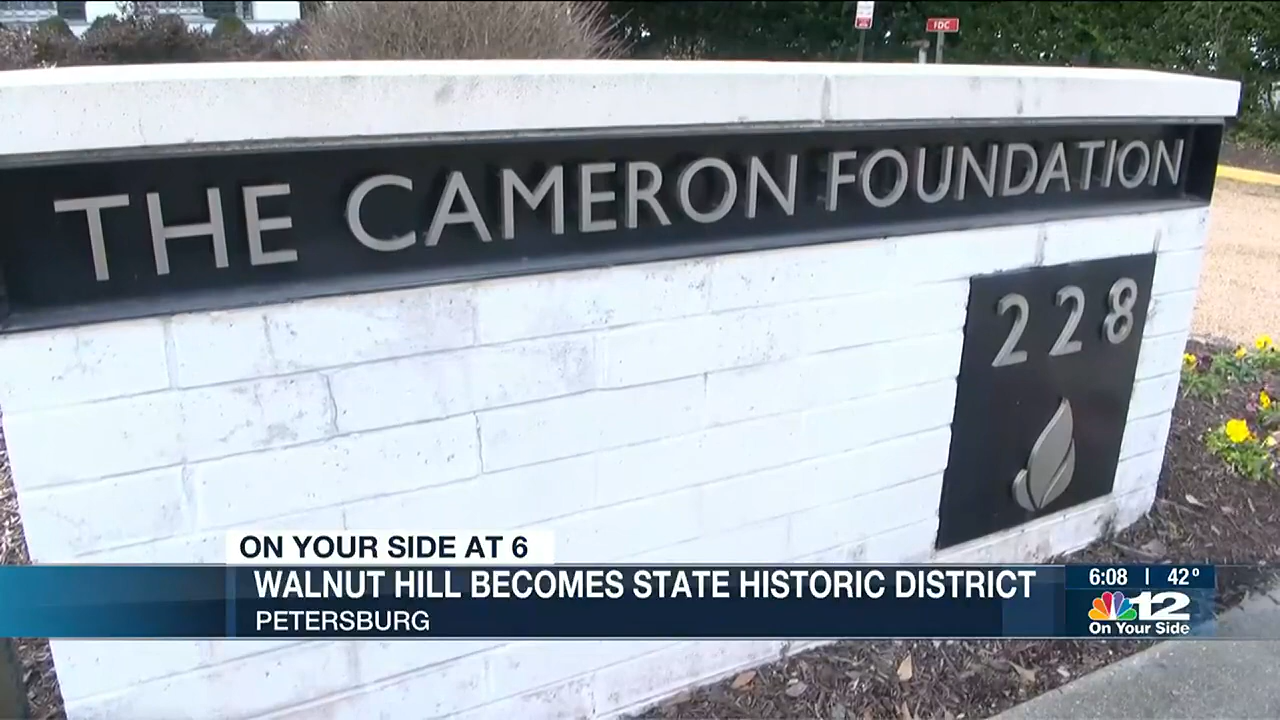 FDC
THE CAMERON FOUNDATION
228
ON YOUR SIDE AT 6
WALNUT HILL BECOMES STATE HISTORIC DISTRICT
PETERSBURG
6:08 | 42°
12
On Your Side